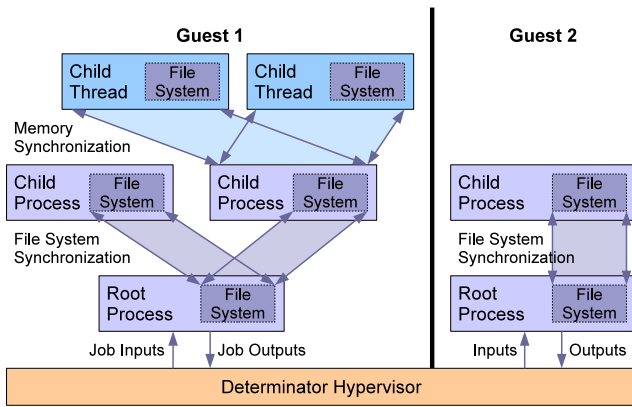 Guest 1
Guest 2
Child
Thread
File
System
Child
Thread
File
System
Memory
Synchronization
Child
Process
File
System
Child
Process
File
System
Child
Process
File
System
File System
Synchronization
File System
Synchronization
Root
Process
File
System
Root
Process
File
System
Job Inputs
Job Outputs
Inputs
Outputs
Determinator Hypervisor